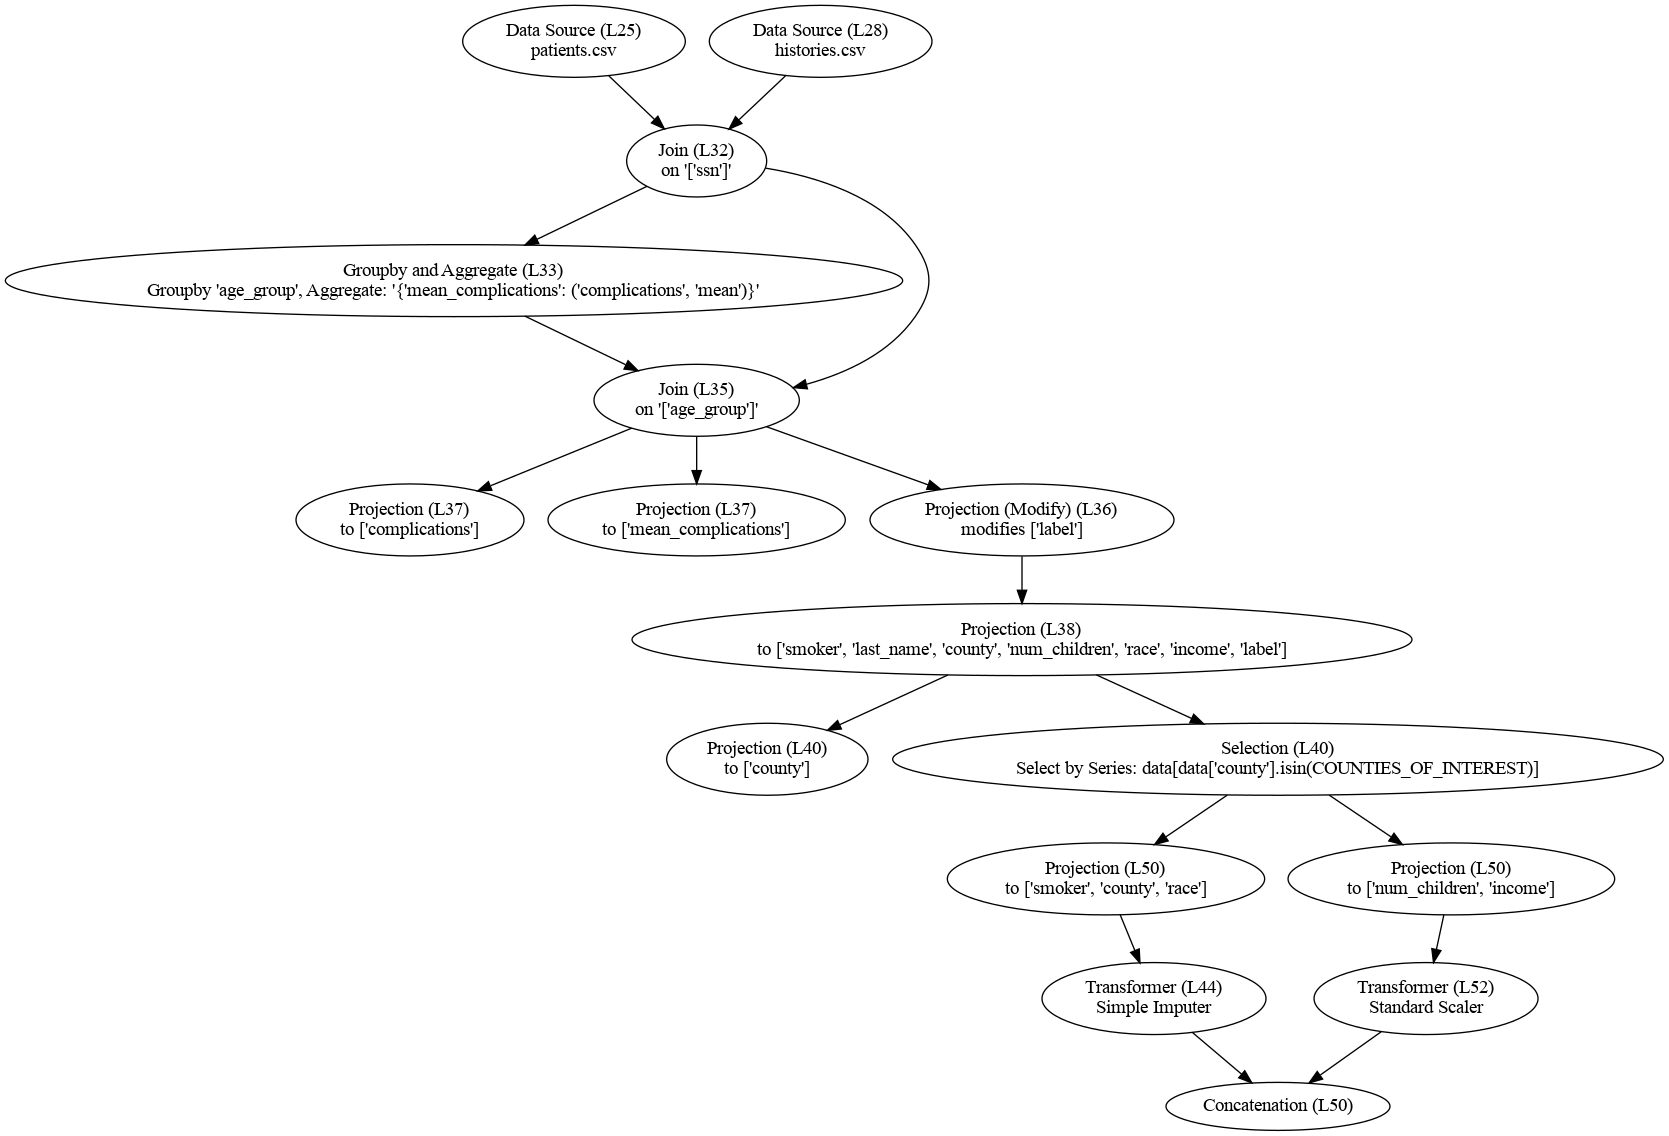 Data Source (L25)
patients.csv
Data Source (L28)
histories.csv
Join (L32)
on '['ssn']'
Groupby and Aggregate (L33)
Groupby 'age_group', Aggregate: '{'mean_complications': ('complications', 'mean')}'
Join (L35)
on '['age_group']'
Projection (L37)
to ['complications']
Projection (L37)
to ['mean_complications']
Projection (Modify) (L36)
modifies ['label']
Projection (L38)
to ['smoker', 'last_name', 'county', 'num_children', 'race', 'income', 'label']
Projection (L40)
to ['county']
Selection (L40)
Select by Series: data[data['county'].isin(COUNTIES_OF_INTEREST)]
Projection (L50)
to ['smoker', 'county', 'race']
Projection (L50)
to ['num_children', 'income']
Transformer (L44)
Simple Imputer
Transformer (L52)
Standard Scaler
Concatenation (L50)